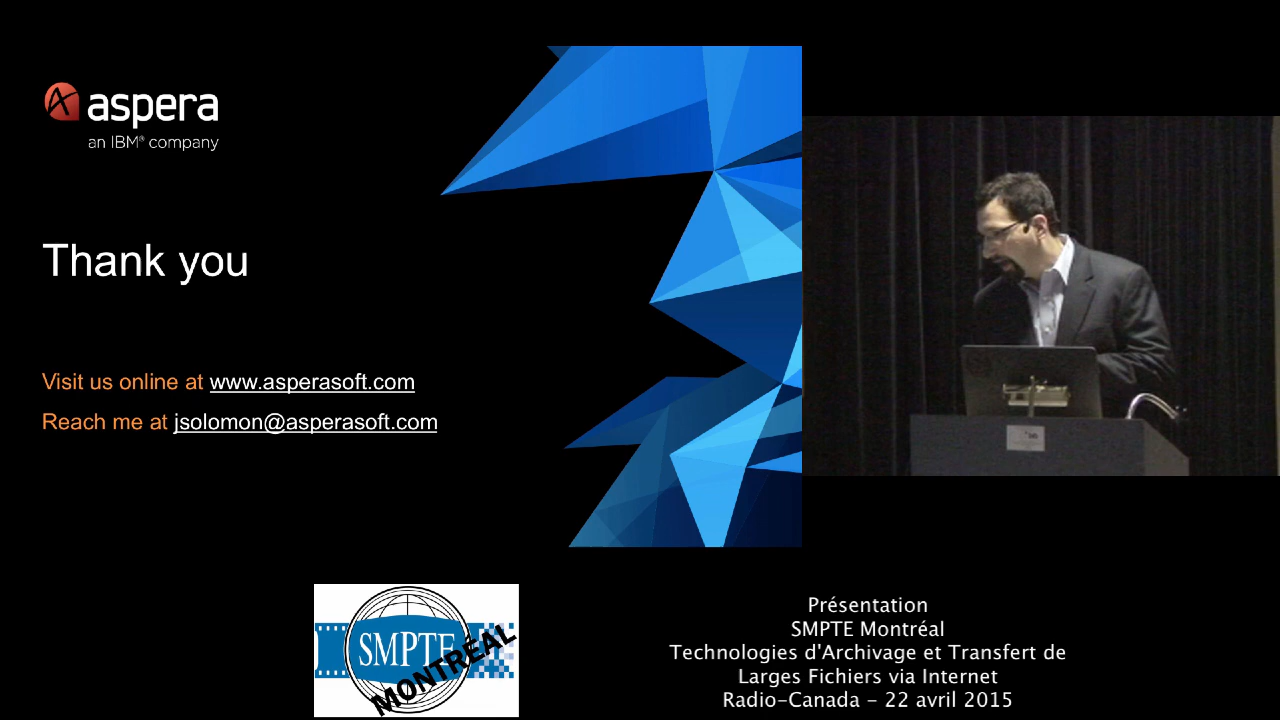 aspera
an IBM® company
Thank you
Visit us online at www.asperasoft.com
Reach me at jsolomon@asperasoft.com
SMPTE
MONTRÉAL
Présentation
SMPTE Montréal
Technologies d'Archivage et Transfert de
Larges Fichiers via Internet
Radio-Canada - 22 avril 2015